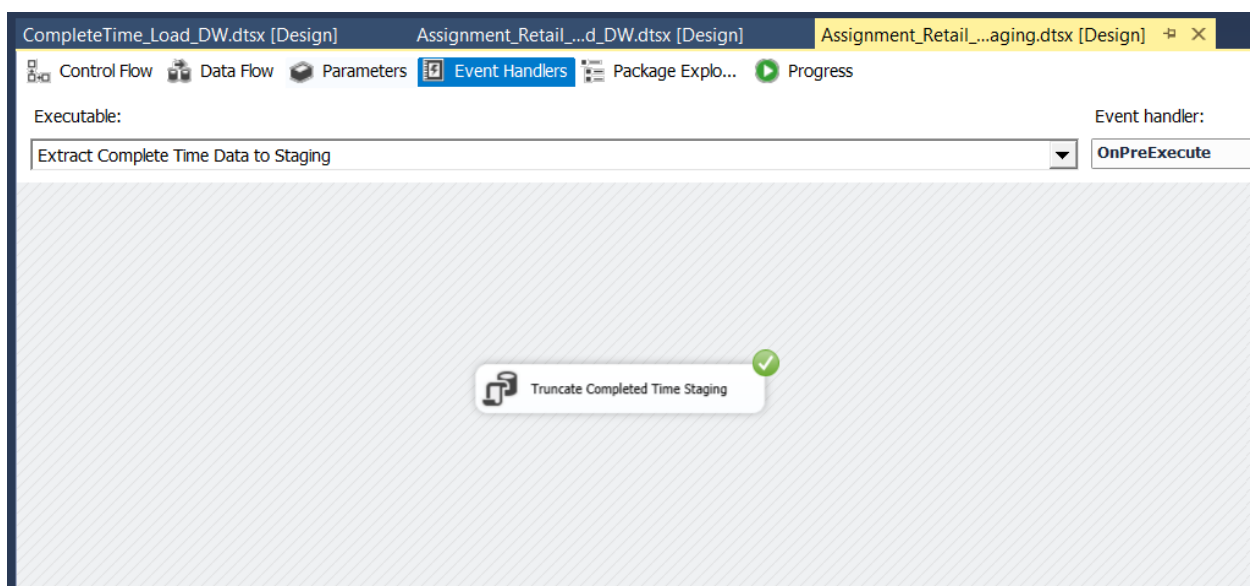 CompleteTime_Load_DW.dtsx [Design] Assignment_Retail_...d_DW.dtsx [Design] Assignment_Retail_...aging.dtsx [Design]
Control Flow Data Flow Parameters Event Handlers Package Explo... Progress
Executable: Event handler:
Extract Complete Time Data to Staging OnPreExecute
Truncate Completed Time Staging